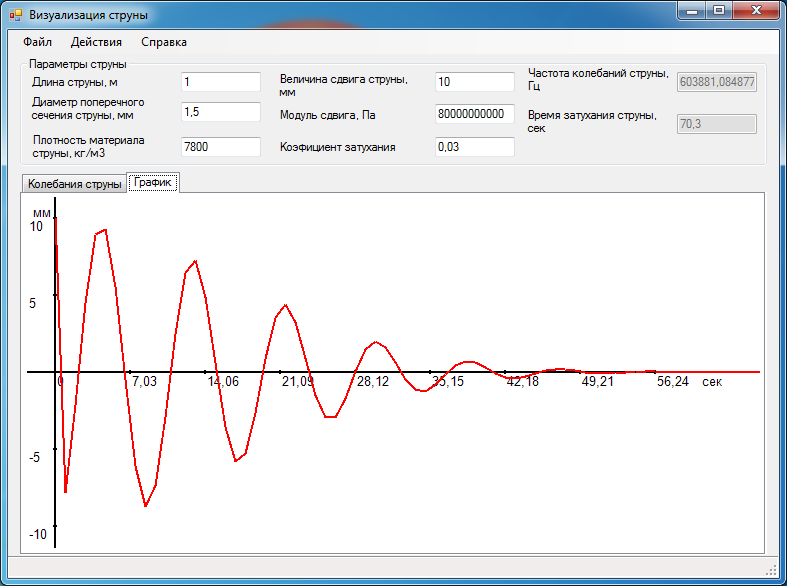 Визуализация струны
Файл Действия Справка
Параметры струны
Длина струны, м
1
Диаметр поперечного
сечения струны, мм
1,5
Плотность материала
струны, кг/м3
7800
Величина сдвига струны,
мм
10
Модуль сдвига, Па
80000000000
Коэфициент затухания
0,03
Частота колебаний струны,
Гц
603881,084877
Время затухания струны,
сек
70,3
Колебания струны
График
мм
10
5
-5
-10
0 7,03 14,06 21,09 28,12 35,15 42,18 49,21 56,24 сек